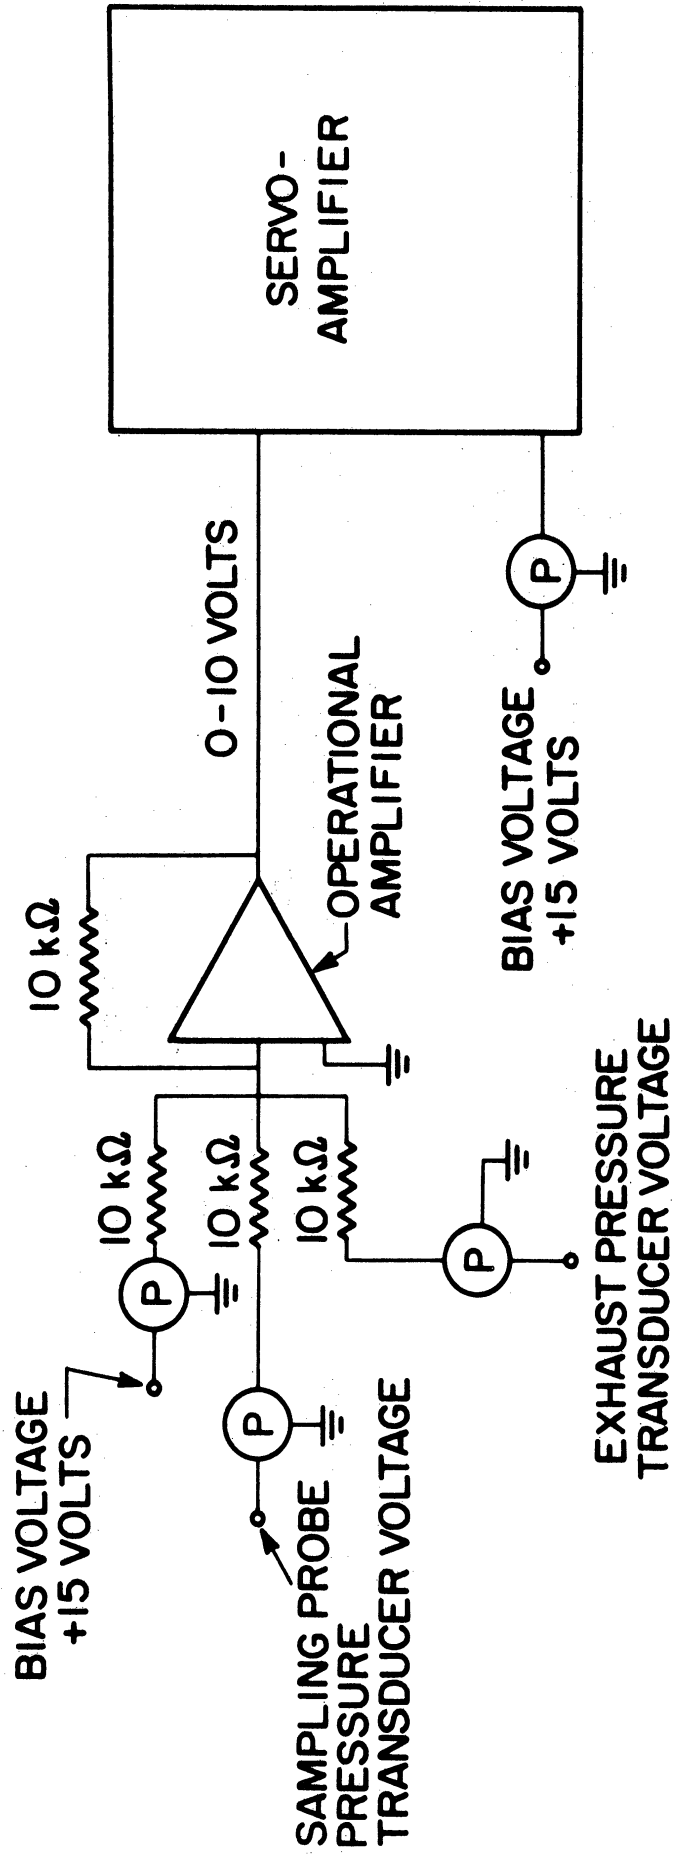 BIAS VOLTAGE
+15 VOLTS
P
10 kΩ
10 kΩ
SAMPLING PROBE
PRESSURE
TRANSDUCER VOLTAGE
P
10 kΩ
10 kΩ
P
EXHAUST PRESSURE
TRANSDUCER VOLTAGE
OPERATIONAL
AMPLIFIER
0-10 VOLTS
BIAS VOLTAGE
+15 VOLTS
P
SERVO-
AMPLIFIER